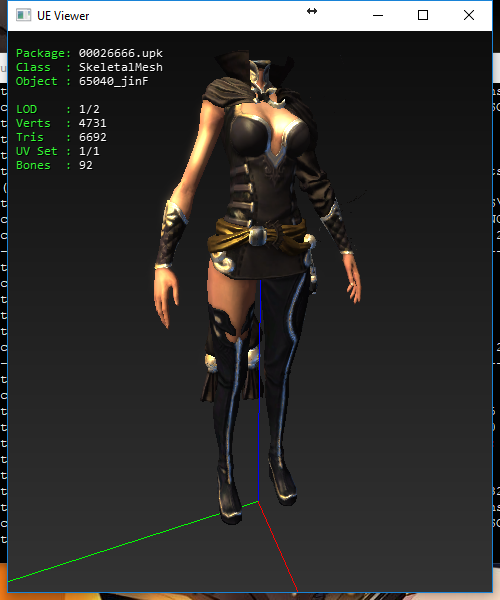 UE Viewer
Package: 00026666.upk
Class : SkeletalMesh
Object : 65040_jinF
LOD : 1/2
Verts : 4731
Tris : 6692
UV Set : 1/1
Bones : 92